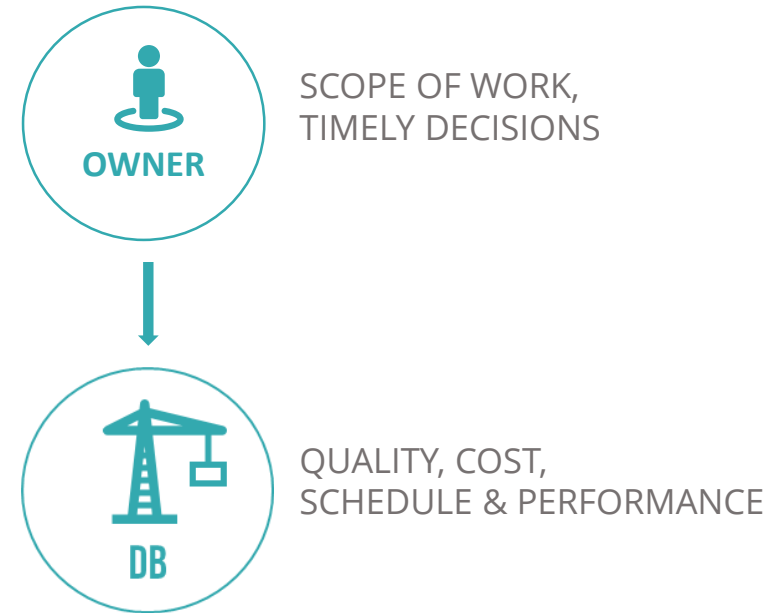 OWNER
SCOPE OF WORK,
TIMELY DECISIONS
DB
QUALITY, COST,
SCHEDULE & PERFORMANCE